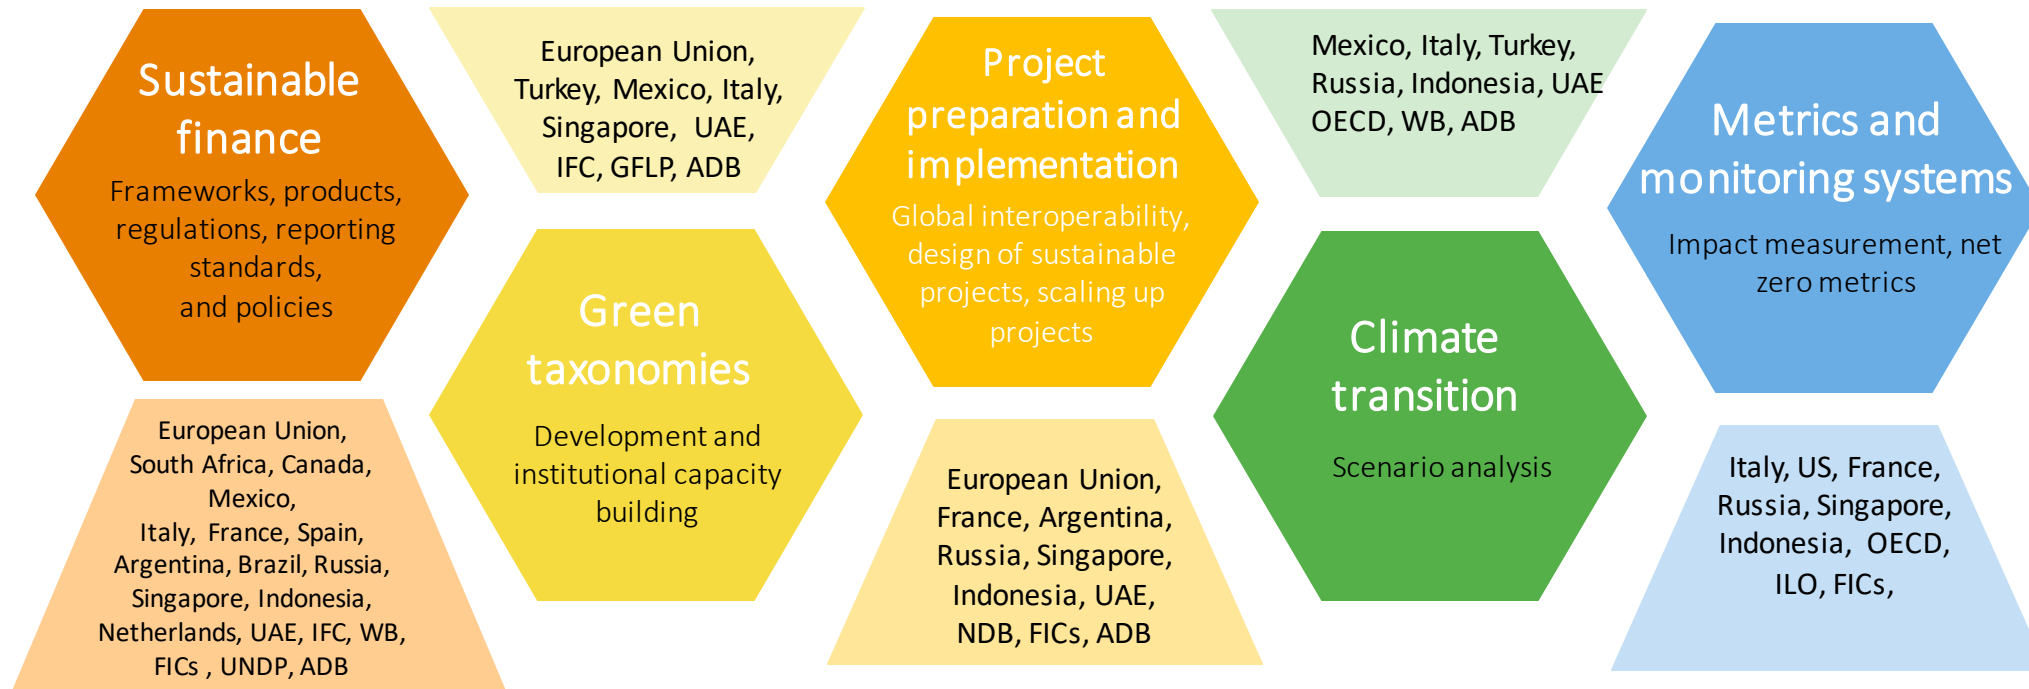 Sustainable
finance
Frameworks, products,
regulations, reporting
standards,
and policies
European Union,
South Africa, Canada,
Mexico,
Italy, France, Spain,
Argentina, Brazil, Russia,
Singapore, Indonesia,
Netherlands, UAE, IFC, WB,
FICs , UNDP, ADB
European Union,
Turkey, Mexico, Italy,
Singapore, UAE,
IFC, GFLP, ADB
Green
taxonomies
Development and
institutional capacity
building
Project
preparation and
implementation
Global interoperability,
design of sustainable
projects, scaling up
projects
European Union,
France, Argentina,
Russia, Singapore,
Indonesia, UAE,
NDB, FICs, ADB
Mexico, Italy, Turkey,
Russia, Indonesia, UAE
OECD, WB, ADB
Climate
transition
Scenario analysis
Metrics and
monitoring systems
Impact measurement, net
zero metrics
Italy, US, France,
Russia, Singapore,
Indonesia, OECD,
ILO, FICs,